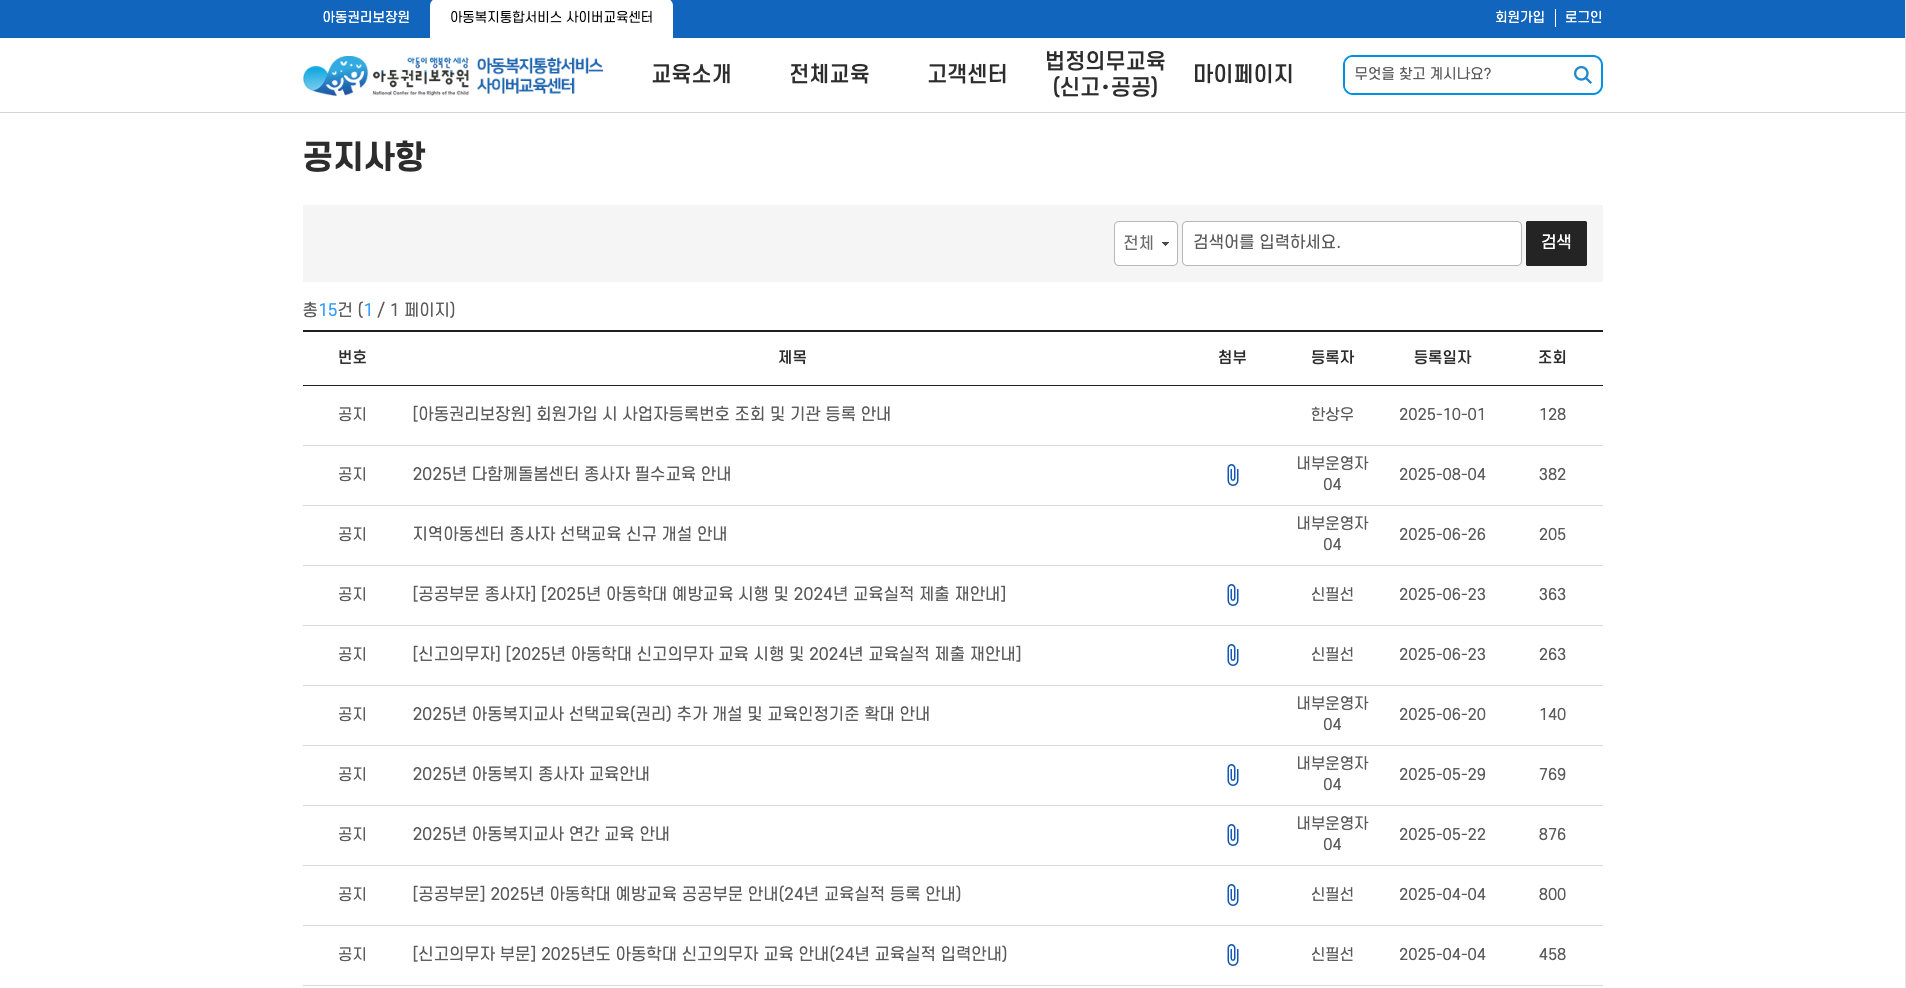 아동권리보장원
아동복지통합서비스 사이버교육센터
회원가입
로그인
아동이 행복한 세상
아동권리보장원
National Center for the Rights of the Child
아동복지통합서비스
사이버교육센터
교육소개
전체교육
고객센터
법정의무교육
(신고·공공)
마이페이지
무엇을 찾고 계시나요?
공지사항
전체
검색어를 입력하세요.
검색
총15건 (1 / 1 페이지)
번호 제목 첨부 등록자 등록일자 조회
공지 [아동권리보장원] 회원가입 시 사업자등록번호 조회 및 기관 등록 안내 한상우 2025-10-01 128
공지 2025년 다함께돌봄센터 종사자 필수교육 안내 내부운영자 2025-08-04 382
04
공지 지역아동센터 종사자 선택교육 신규 개설 안내 내부운영자 2025-06-26 205
04
공지 [공공부문 종사자] [2025년 아동학대 예방교육 시행 및 2024년 교육실적 제출 재안내] 신필선 2025-06-23 363
공지 [신고의무자] [2025년 아동학대 신고의무자 교육 시행 및 2024년 교육실적 제출 재안내] 신필선 2025-06-23 263
공지 2025년 아동복지교사 선택교육(권리) 추가 개설 및 교육인정기준 확대 안내 내부운영자 2025-06-20 140
04
공지 2025년 아동복지 종사자 교육안내 내부운영자 2025-05-29 769
04
공지 2025년 아동복지교사 연간 교육 안내 내부운영자 2025-05-22 876
04
공지 [공공부문] 2025년 아동학대 예방교육 공공부문 안내(24년 교육실적 등록 안내) 신필선 2025-04-04 800
공지 [신고의무자 부문] 2025년도 아동학대 신고의무자 교육 안내(24년 교육실적 입력안내) 신필선 2025-04-04 458